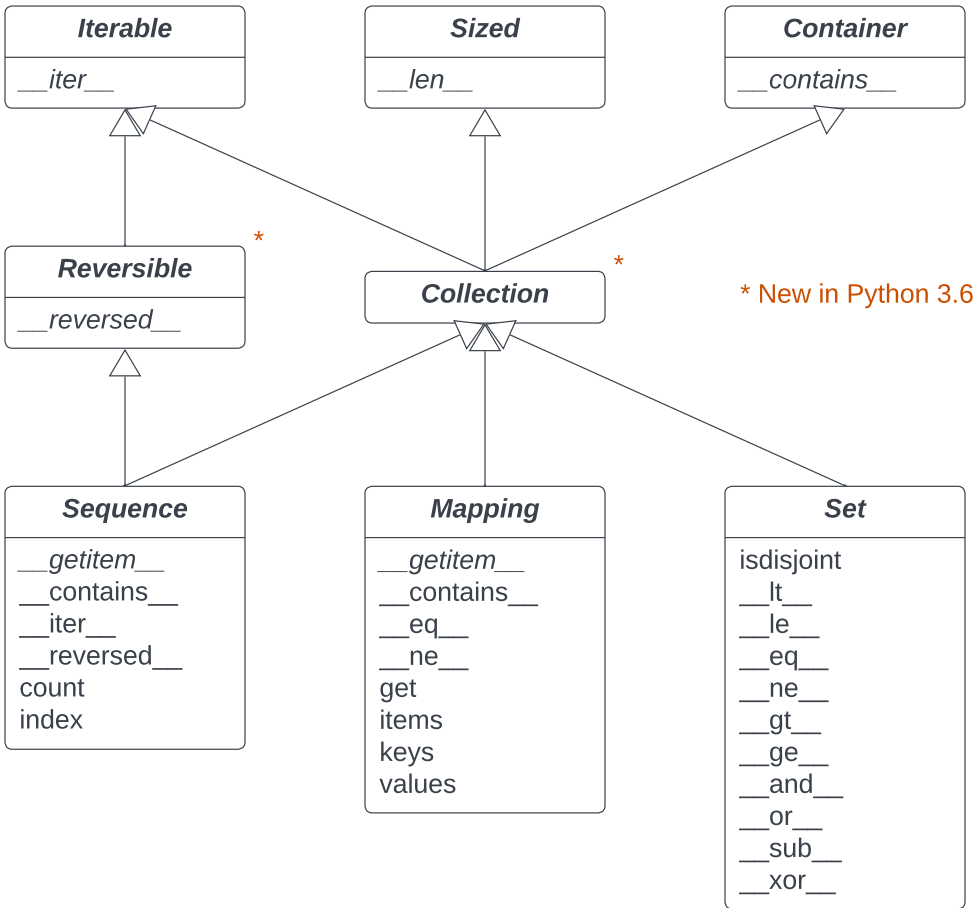 Iterable
__iter__
Sized
__len__
Container
__contains__
*
Reversible
__reversed__
*
Collection
* New in Python 3.6
Sequence
__getitem__
__contains__
__iter__
__reversed__
count
index
Mapping
__getitem__
__contains__
__eq__
__ne__
get
items
keys
values
Set
isdisjoint
__lt__
__le__
__eq__
__ne__
__gt__
__ge__
__and__
__or__
__sub__
__xor__